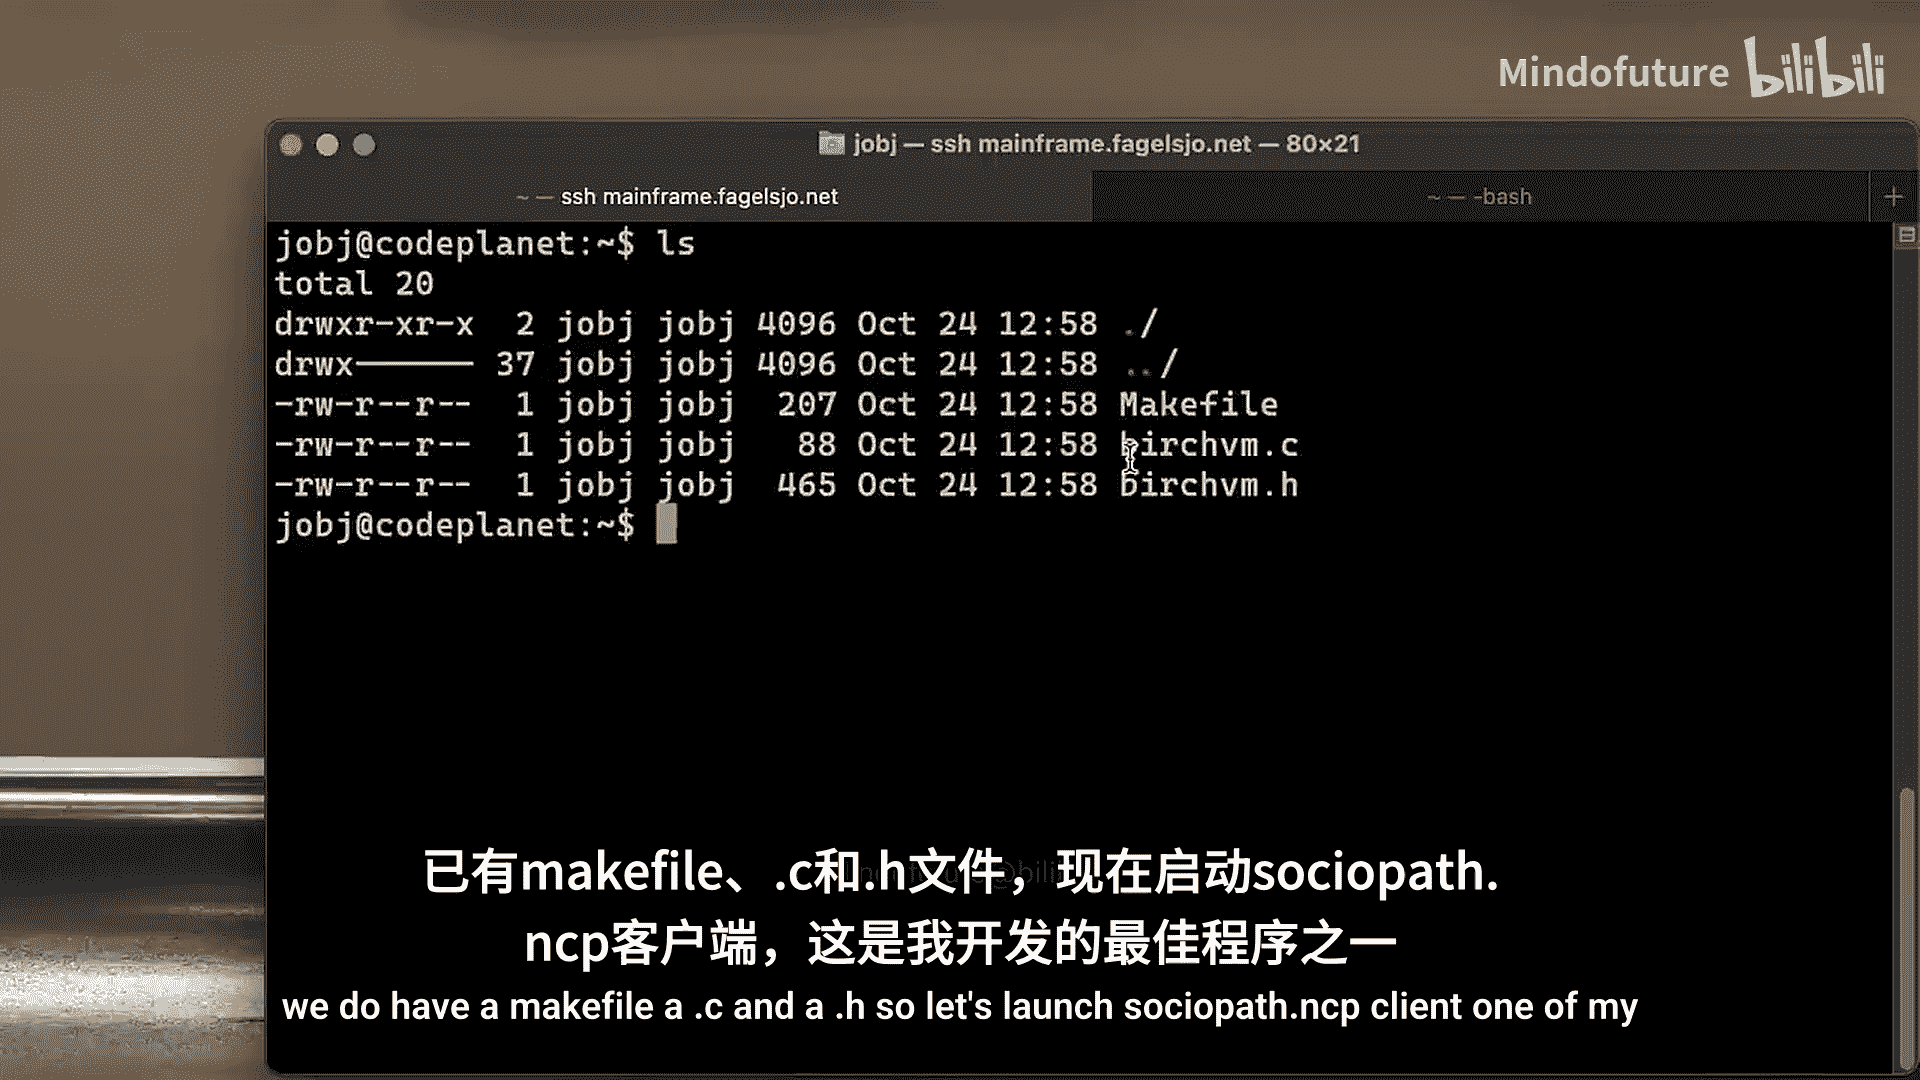 Mindofuture bilibili
jobj — ssh mainframe.fagelsjo.net — 80×21
~ — ssh mainframe.fagelsjo.net
~ — -bash
+
jobj@codeplanet:~$ ls
total 20
drwxr-xr-x 2 jobj jobj 4096 Oct 24 12:58 ./
drwx------ 37 jobj jobj 4096 Oct 24 12:58 ../
-rw-r--r-- 1 jobj jobj 207 Oct 24 12:58 Makefile
-rw-r--r-- 1 jobj jobj 88 Oct 24 12:58 birchvm.c
-rw-r--r-- 1 jobj jobj 465 Oct 24 12:58 birchvm.h
jobj@codeplanet:~$
已有makefile、.c和.h文件，现在启动sociopath.
ncp客户端，这是我开发的最佳程序之一
we do have a makefile a .c and a .h so let's launch sociopath.ncp client one of my